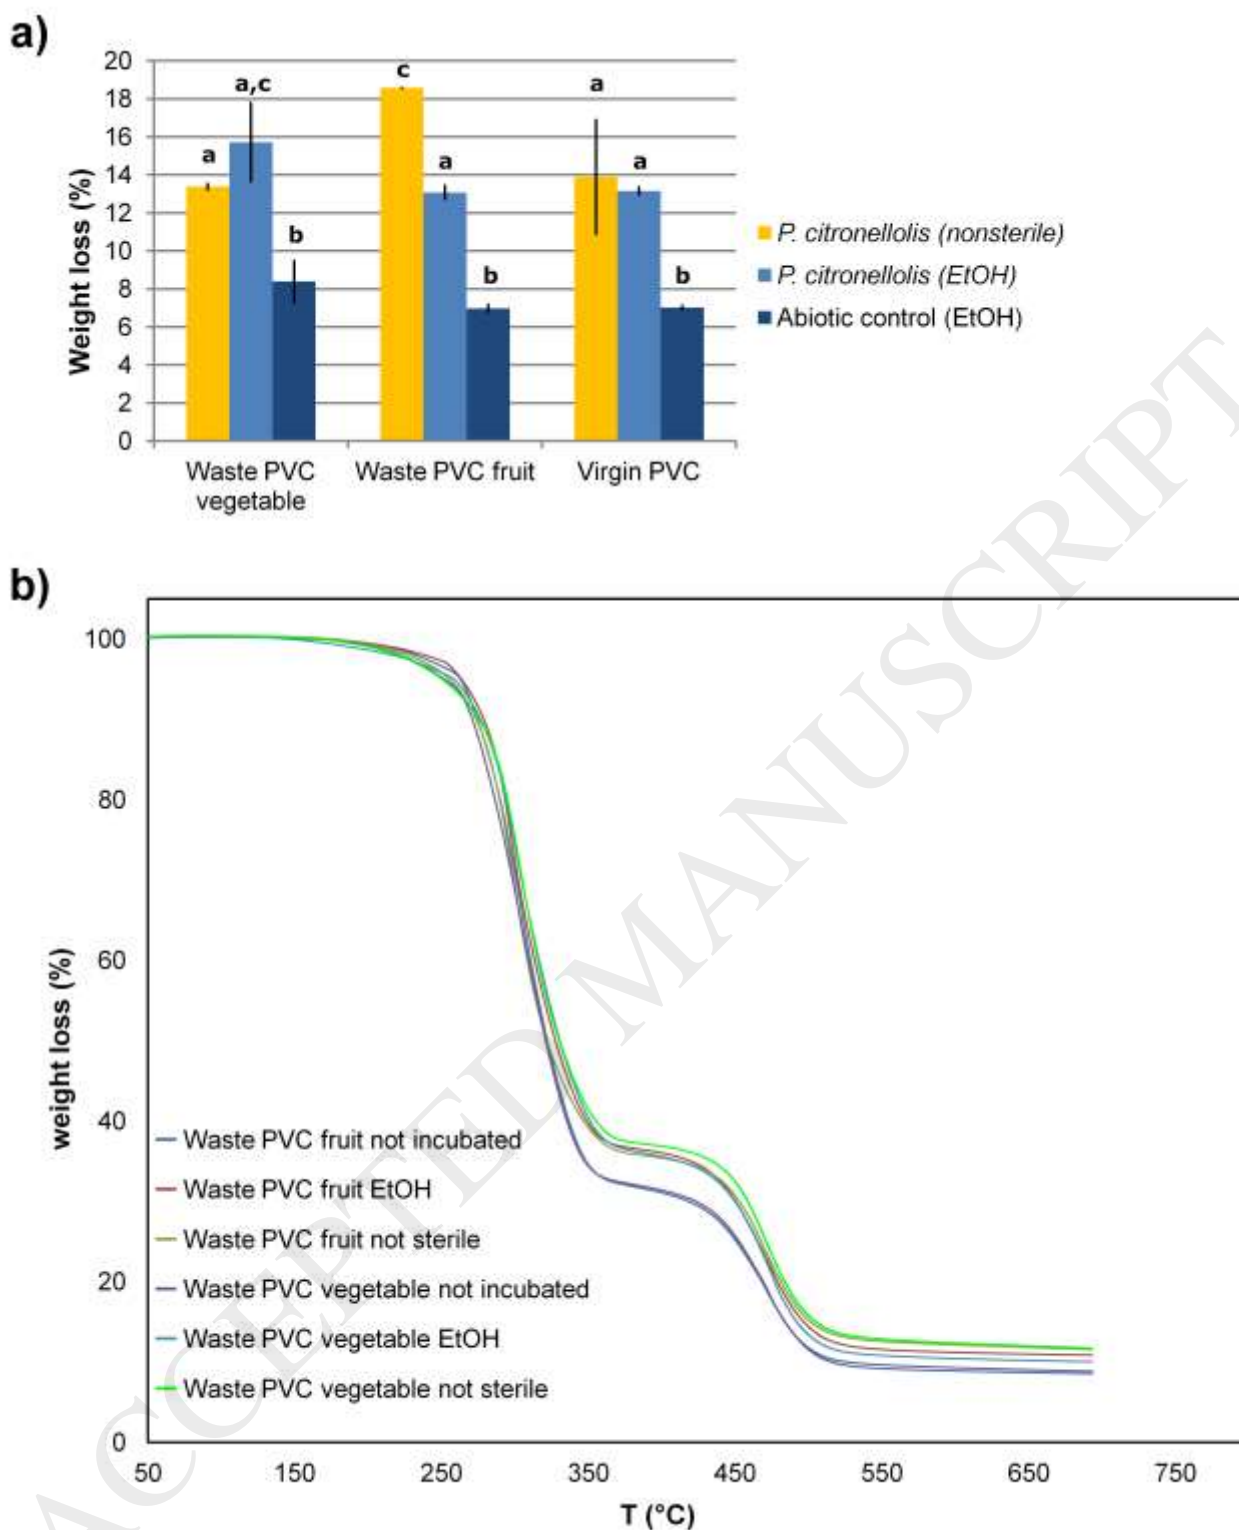 a)
20
18
16
14
12
10
8
6
4
2
0
Weight loss (%)
a
a,c
b
c
a
b
a
a
b
Waste PVC
vegetable
Waste PVC fruit
Virgin PVC
P. citronellolis (nonsterile)
P. citronellolis (EtOH)
Abiotic control (EtOH)
b)
100
80
60
40
20
0
weight loss (%)
Waste PVC fruit not incubated
Waste PVC fruit EtOH
Waste PVC fruit not sterile
Waste PVC vegetable not incubated
Waste PVC vegetable EtOH
Waste PVC vegetable not sterile
50
150
250
350
450
550
650
750
T (°C)
ACCEPTED MANUSCRIPT